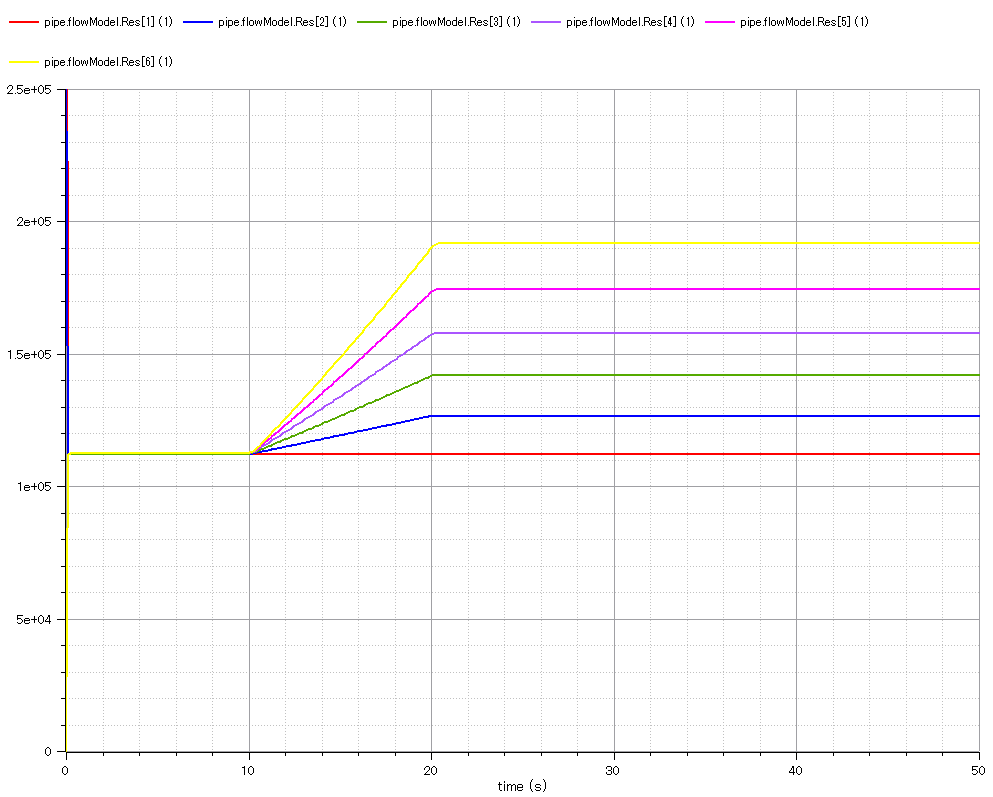 pipe.flowModel.Res[1] (1) pipe.flowModel.Res[2] (1) pipe.flowModel.Res[3] (1) pipe.flowModel.Res[4] (1) pipe.flowModel.Res[5] (1)
pipe.flowModel.Res[6] (1)
2.5e+05
2e+05
1.5e+05
1e+05
5e+04
0
0 10 20 30 40 50
time (s)